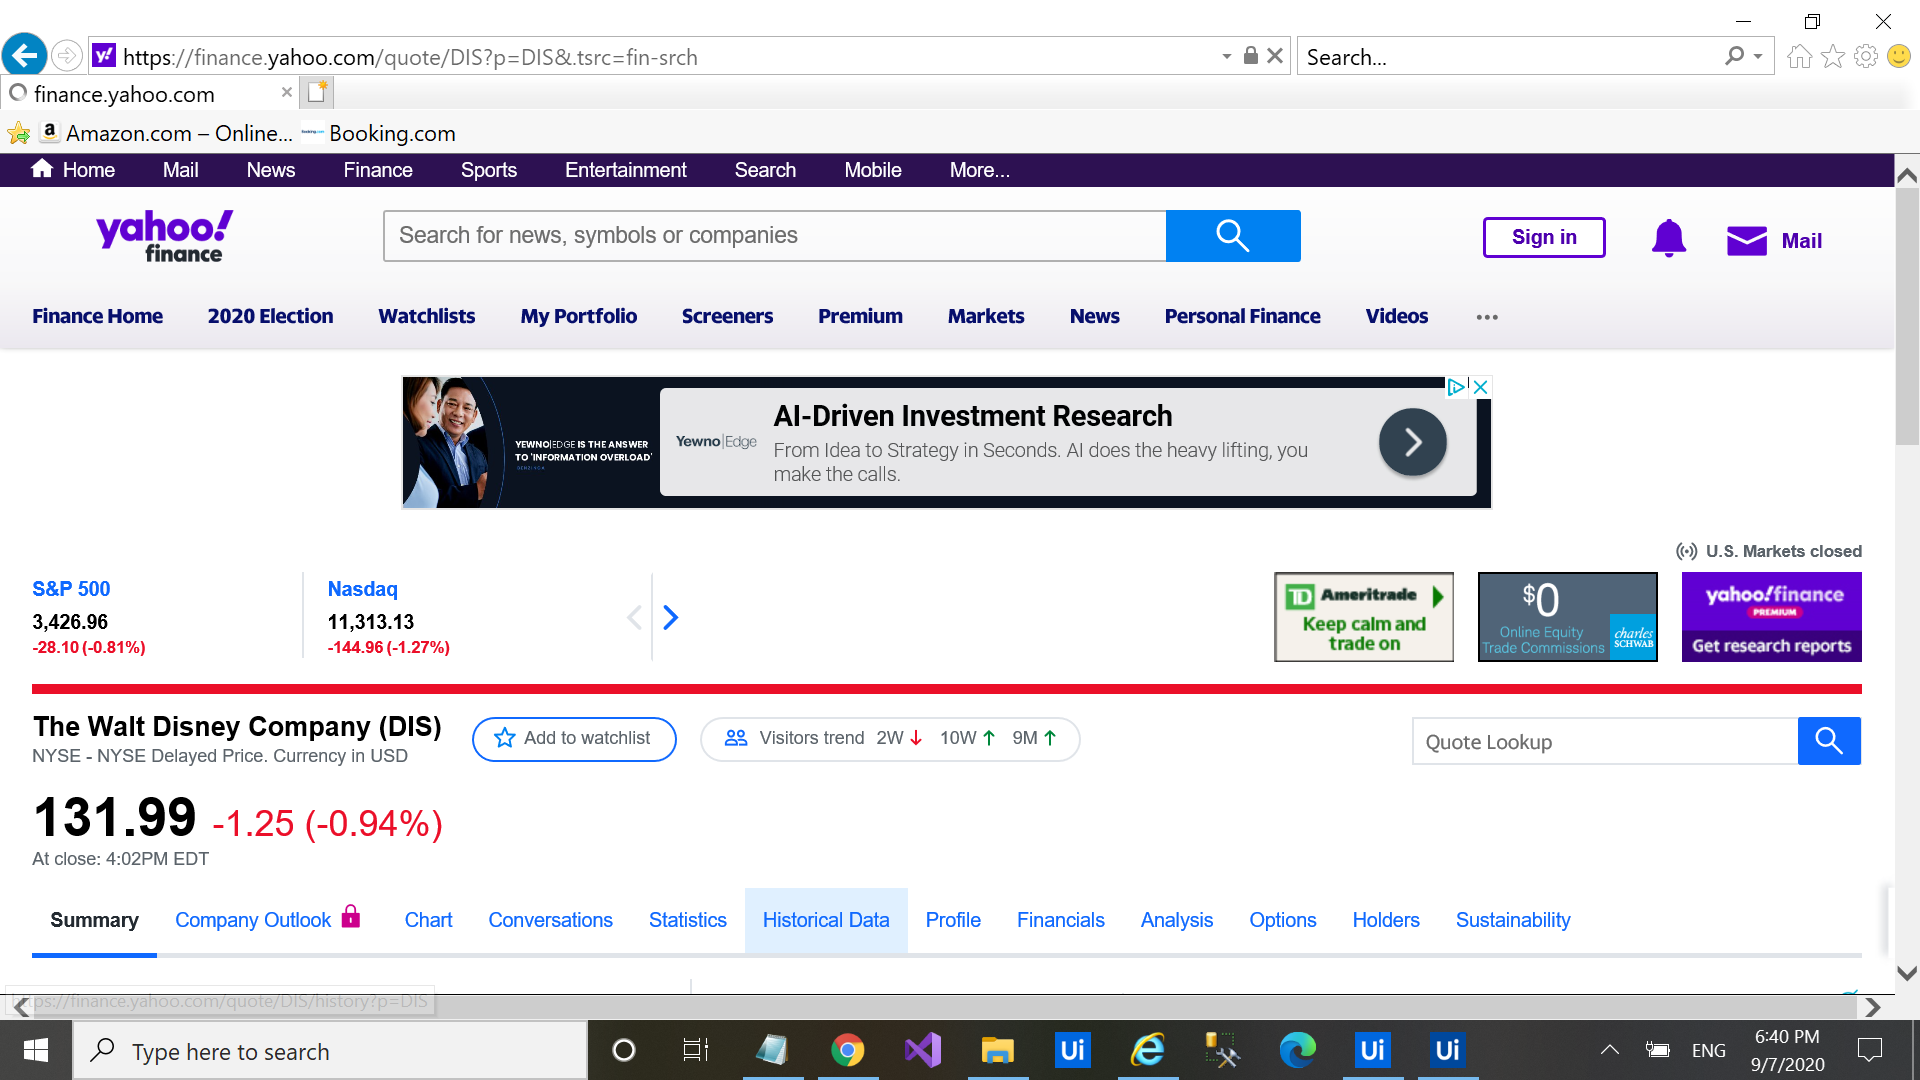 https://finance.yahoo.com/quote/DIS?p=DIS&.tsrc=fin-srch
Search...
finance.yahoo.com
Amazon.com – Online...
Booking.com
Home
Mail
News
Finance
Sports
Entertainment
Search
Mobile
More...
yahoo!
finance
Search for news, symbols or companies
Sign in
Mail
Finance Home
2020 Election
Watchlists
My Portfolio
Screeners
Premium
Markets
News
Personal Finance
Videos
YEWNO|EDGE IS THE ANSWER
TO 'INFORMATION OVERLOAD'
BENZINGA
Yewno|Edge
AI-Driven Investment Research
From Idea to Strategy in Seconds. AI does the heavy lifting, you
make the calls.
U.S. Markets closed
S&P 500
3,426.96
-28.10 (-0.81%)
Nasdaq
11,313.13
-144.96 (-1.27%)
TD Ameritrade
Keep calm and
trade on
$0
Online Equity
Trade Commissions
charles
SCHWAB
yahoo!finance
PREMIUM
Get research reports
The Walt Disney Company (DIS)
NYSE - NYSE Delayed Price. Currency in USD
Add to watchlist
Visitors trend 2W 10W 9M
Quote Lookup
131.99 -1.25 (-0.94%)
At close: 4:02PM EDT
Summary
Company Outlook
Chart
Conversations
Statistics
Historical Data
Profile
Financials
Analysis
Options
Holders
Sustainability
https://finance.yahoo.com/quote/DIS/history?p=DIS
Type here to search
Ui
Ui
Ui
ENG
6:40 PM
9/7/2020